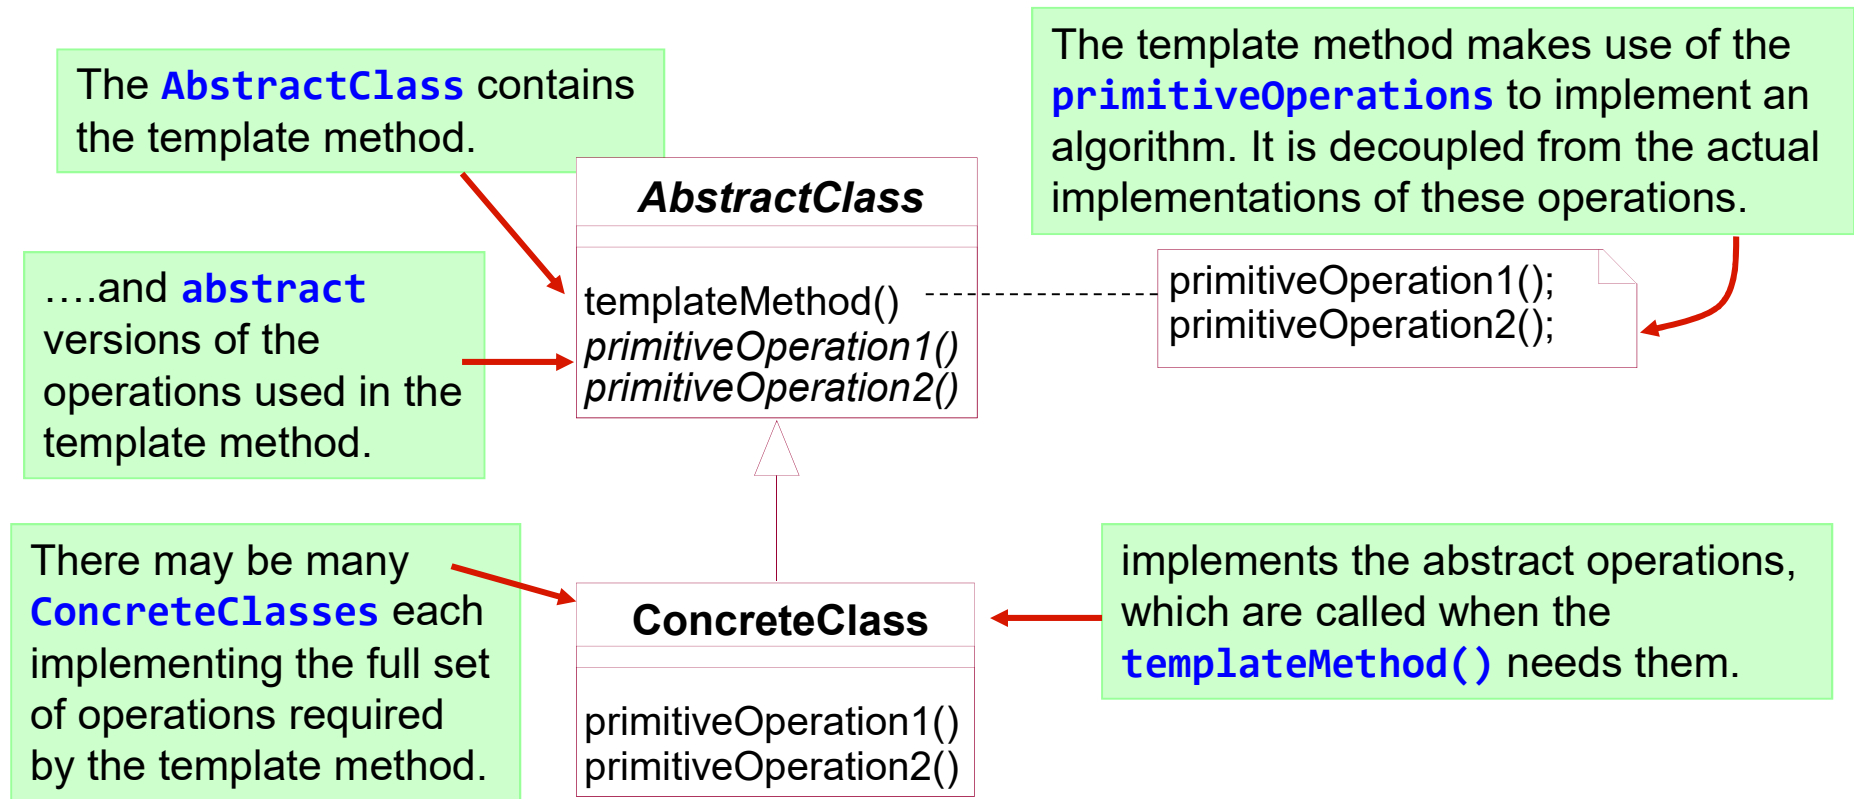 The AbstractClass contains
the template method.
The template method makes use of the
primitiveOperations to implement an
algorithm. It is decoupled from the actual
implementations of these operations.
AbstractClass
templateMethod()
primitiveOperation1()
primitiveOperation2()
primitiveOperation1();
primitiveOperation2();
….and abstract
versions of the
operations used in the
template method.
There may be many
ConcreteClasses each
implementing the full set
of operations required
by the template method.
ConcreteClass
primitiveOperation1()
primitiveOperation2()
implements the abstract operations,
which are called when the
templateMethod() needs them.